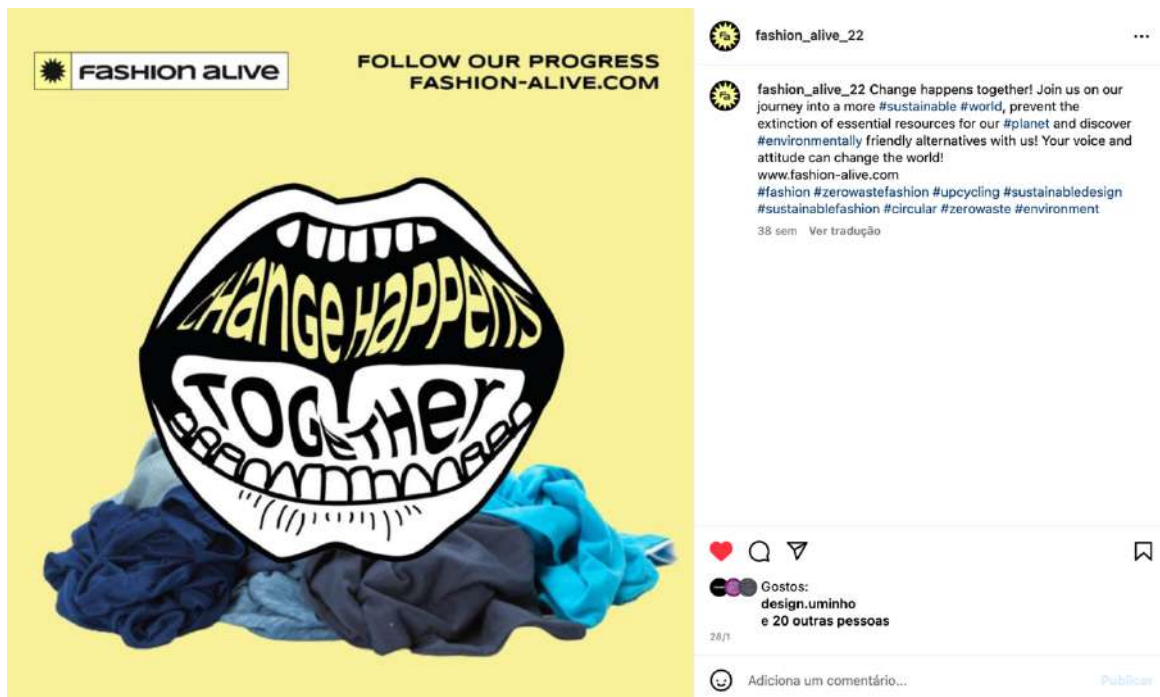 FASHION ALIVE
FOLLOW OUR PROGRESS
FASHION-ALIVE.COM
CHANGE HAPPENS
TOGETHER
fashion_alive_22
fashion_alive_22 Change happens together! Join us on our
journey into a more #sustainable #world, prevent the
extinction of essential resources for our #planet and discover
#environmentally friendly alternatives with us! Your voice and
attitude can change the world!
www.fashion-alive.com
#fashion #zerowastefashion #upcycling #sustainabledesign
#sustainablefashion #circular #zerowaste #environment
38 sem Ver tradução
Gostos:
design.uminho
e 20 outras pessoas
28/1
Adiciona um comentário... Publicar